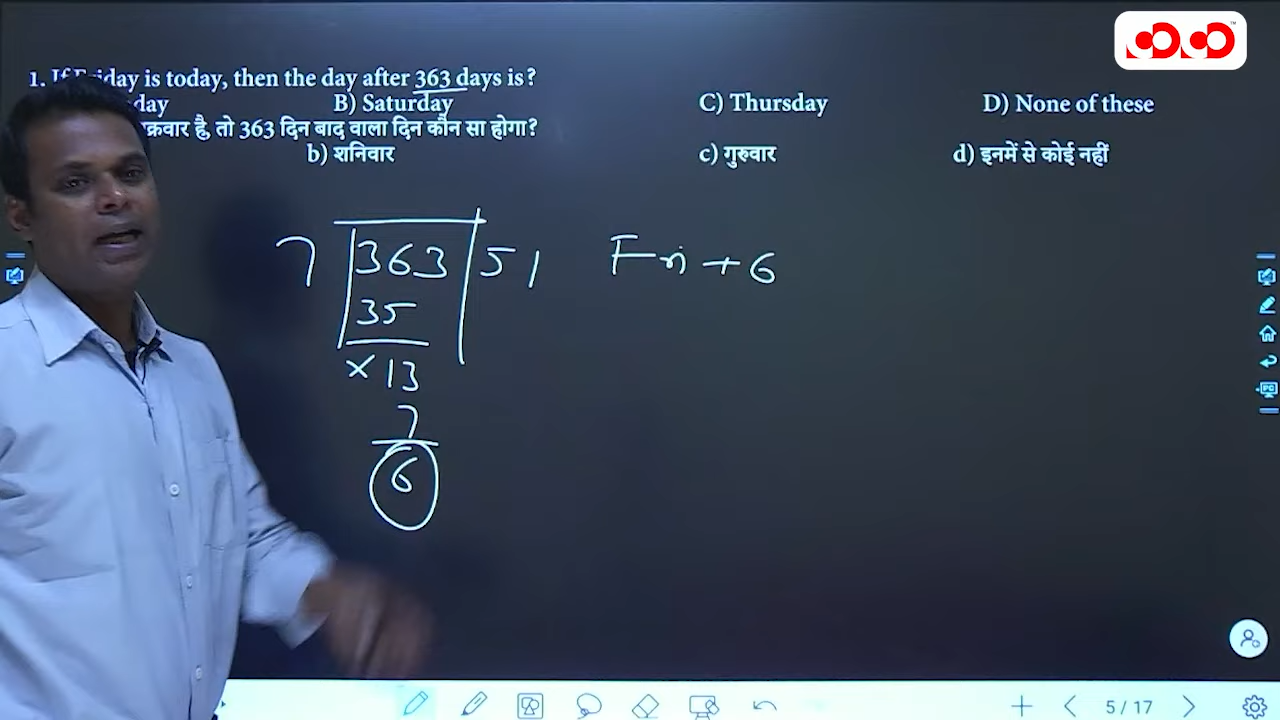 1. If Friday is today, then the day after 363 days is?
day B) Saturday C) Thursday D) None of these
क्रवार है, तो 363 दिन बाद वाला दिन कौन सा होगा?
b) शनिवार c) गुरुवार d) इनमें से कोई नहीं
7 363 51 Fri + 6
35
×13
7
6
5 / 17